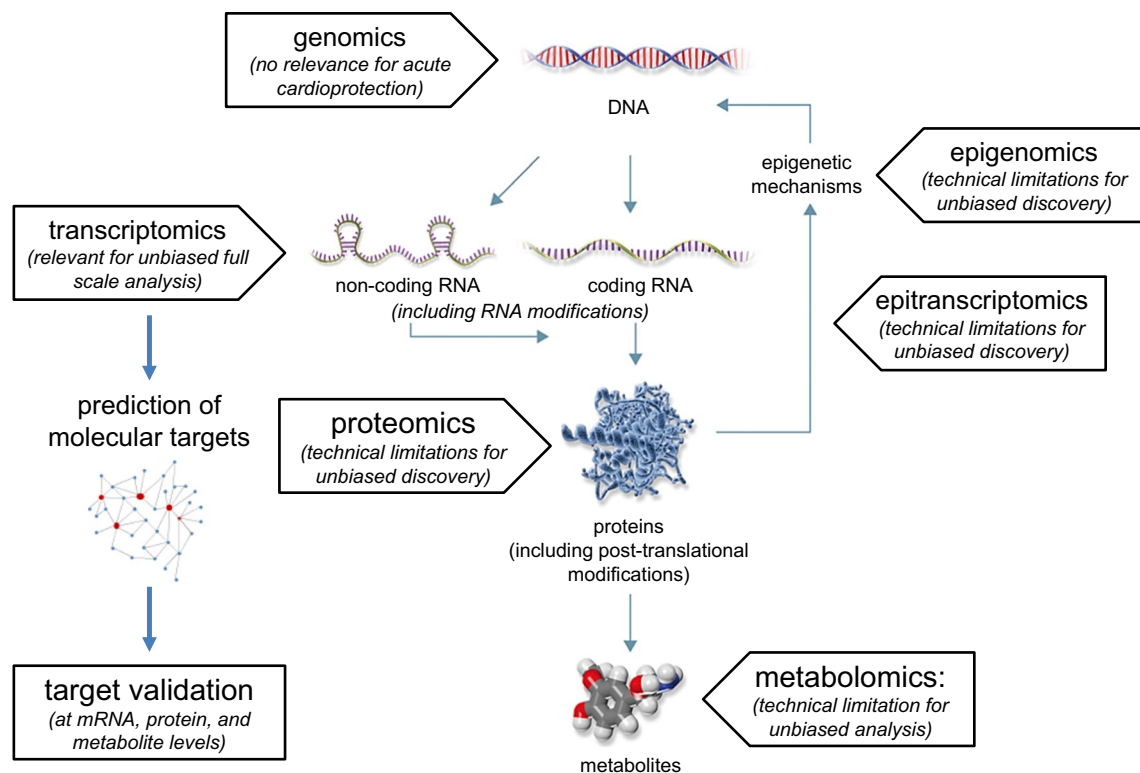 genomics
(no relevance for acute
cardioprotection)
DNA
epigenetic
mechanisms
epigenomics
(technical limitations for
unbiased discovery)
transcriptomics
(relevant for unbiased full
scale analysis)
non-coding RNA
coding RNA
(including RNA modifications)
epitranscriptomics
(technical limitations for
unbiased discovery)
prediction of
molecular targets
proteomics
(technical limitations for
unbiased discovery)
proteins
(including post-translational
modifications)
target validation
(at mRNA, protein, and
metabolite levels)
metabolomics:
(technical limitation for
unbiased analysis)
metabolites